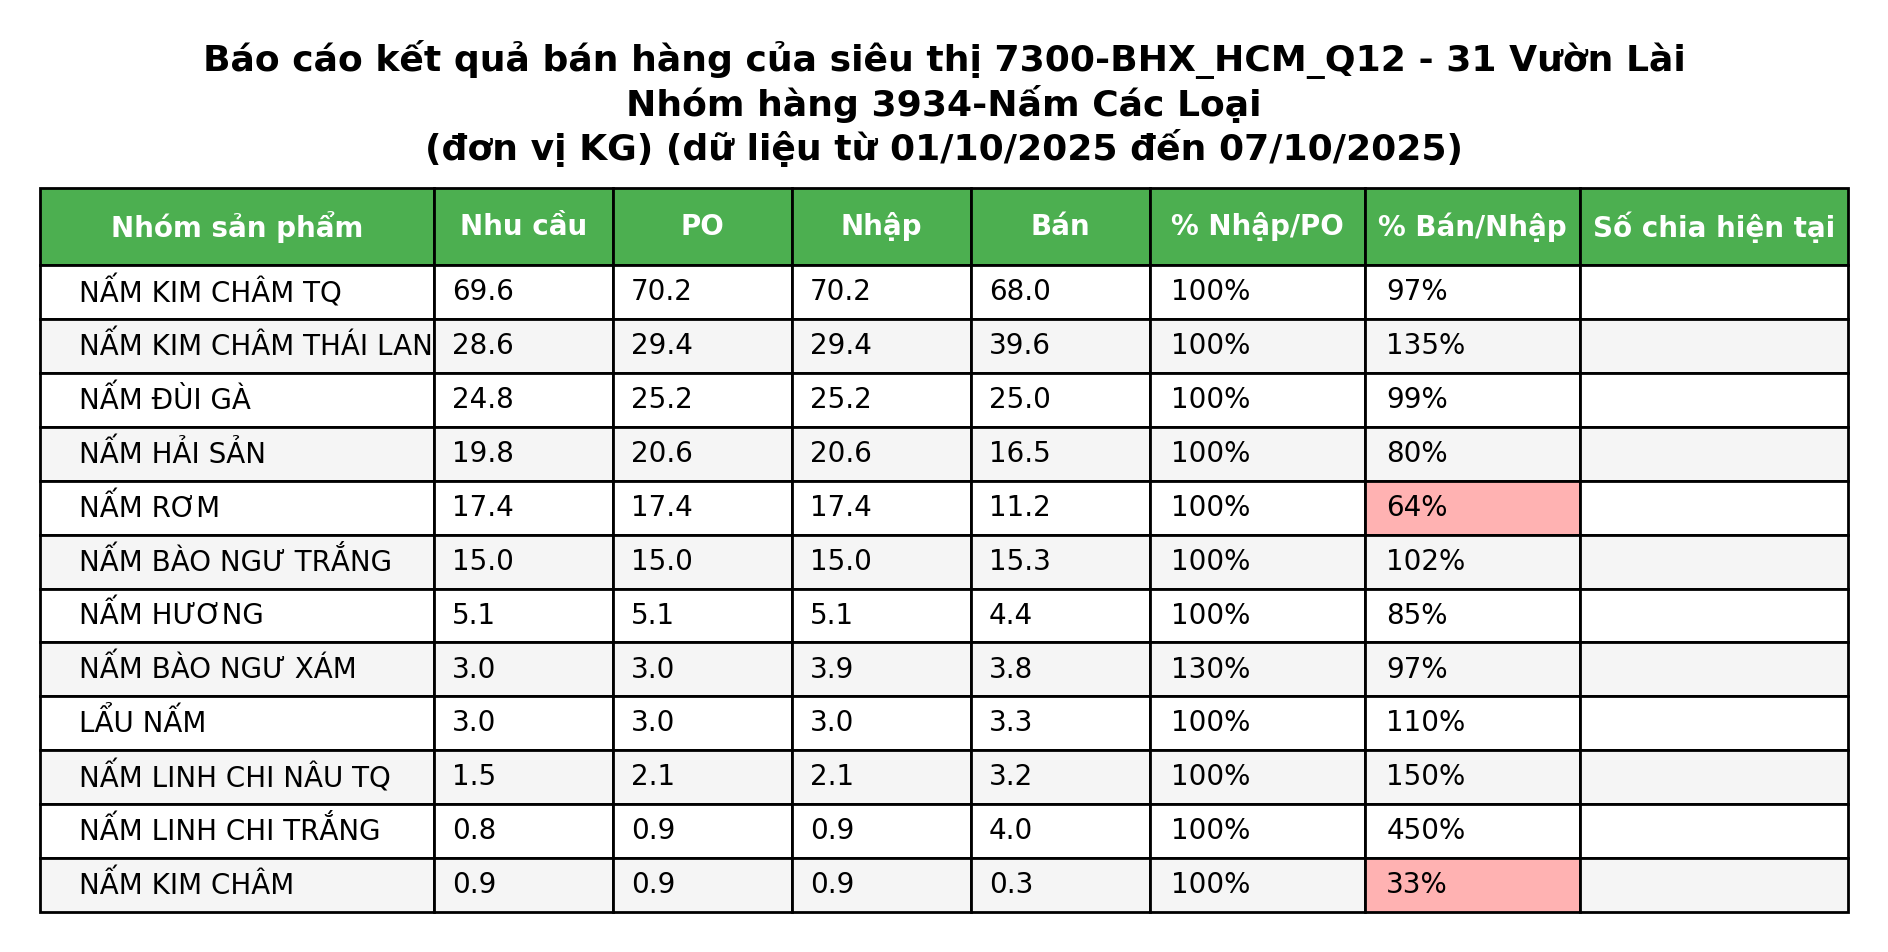 Báo cáo kết quả bán hàng của siêu thị 7300-BHX_HCM_Q12 - 31 Vườn Lài
Nhóm hàng 3934-Nấm Các Loại
(đơn vị KG) (dữ liệu từ 01/10/2025 đến 07/10/2025)
Nhóm sản phẩm Nhu cầu PO Nhập Bán % Nhập/PO % Bán/Nhập Số chia hiện tại
NẤM KIM CHÂM TQ 69.6 70.2 70.2 68.0 100% 97%
NẤM KIM CHÂM THÁI LAN 28.6 29.4 29.4 39.6 100% 135%
NẤM ĐÙI GÀ 24.8 25.2 25.2 25.0 100% 99%
NẤM HẢI SẢN 19.8 20.6 20.6 16.5 100% 80%
NẤM RƠM 17.4 17.4 17.4 11.2 100% 64%
NẤM BÀO NGƯ TRẮNG 15.0 15.0 15.0 15.3 100% 102%
NẤM HƯƠNG 5.1 5.1 5.1 4.4 100% 85%
NẤM BÀO NGƯ XÁM 3.0 3.0 3.9 3.8 130% 97%
LẨU NẤM 3.0 3.0 3.0 3.3 100% 110%
NẤM LINH CHI NÂU TQ 1.5 2.1 2.1 3.2 100% 150%
NẤM LINH CHI TRẮNG 0.8 0.9 0.9 4.0 100% 450%
NẤM KIM CHÂM 0.9 0.9 0.9 0.3 100% 33%